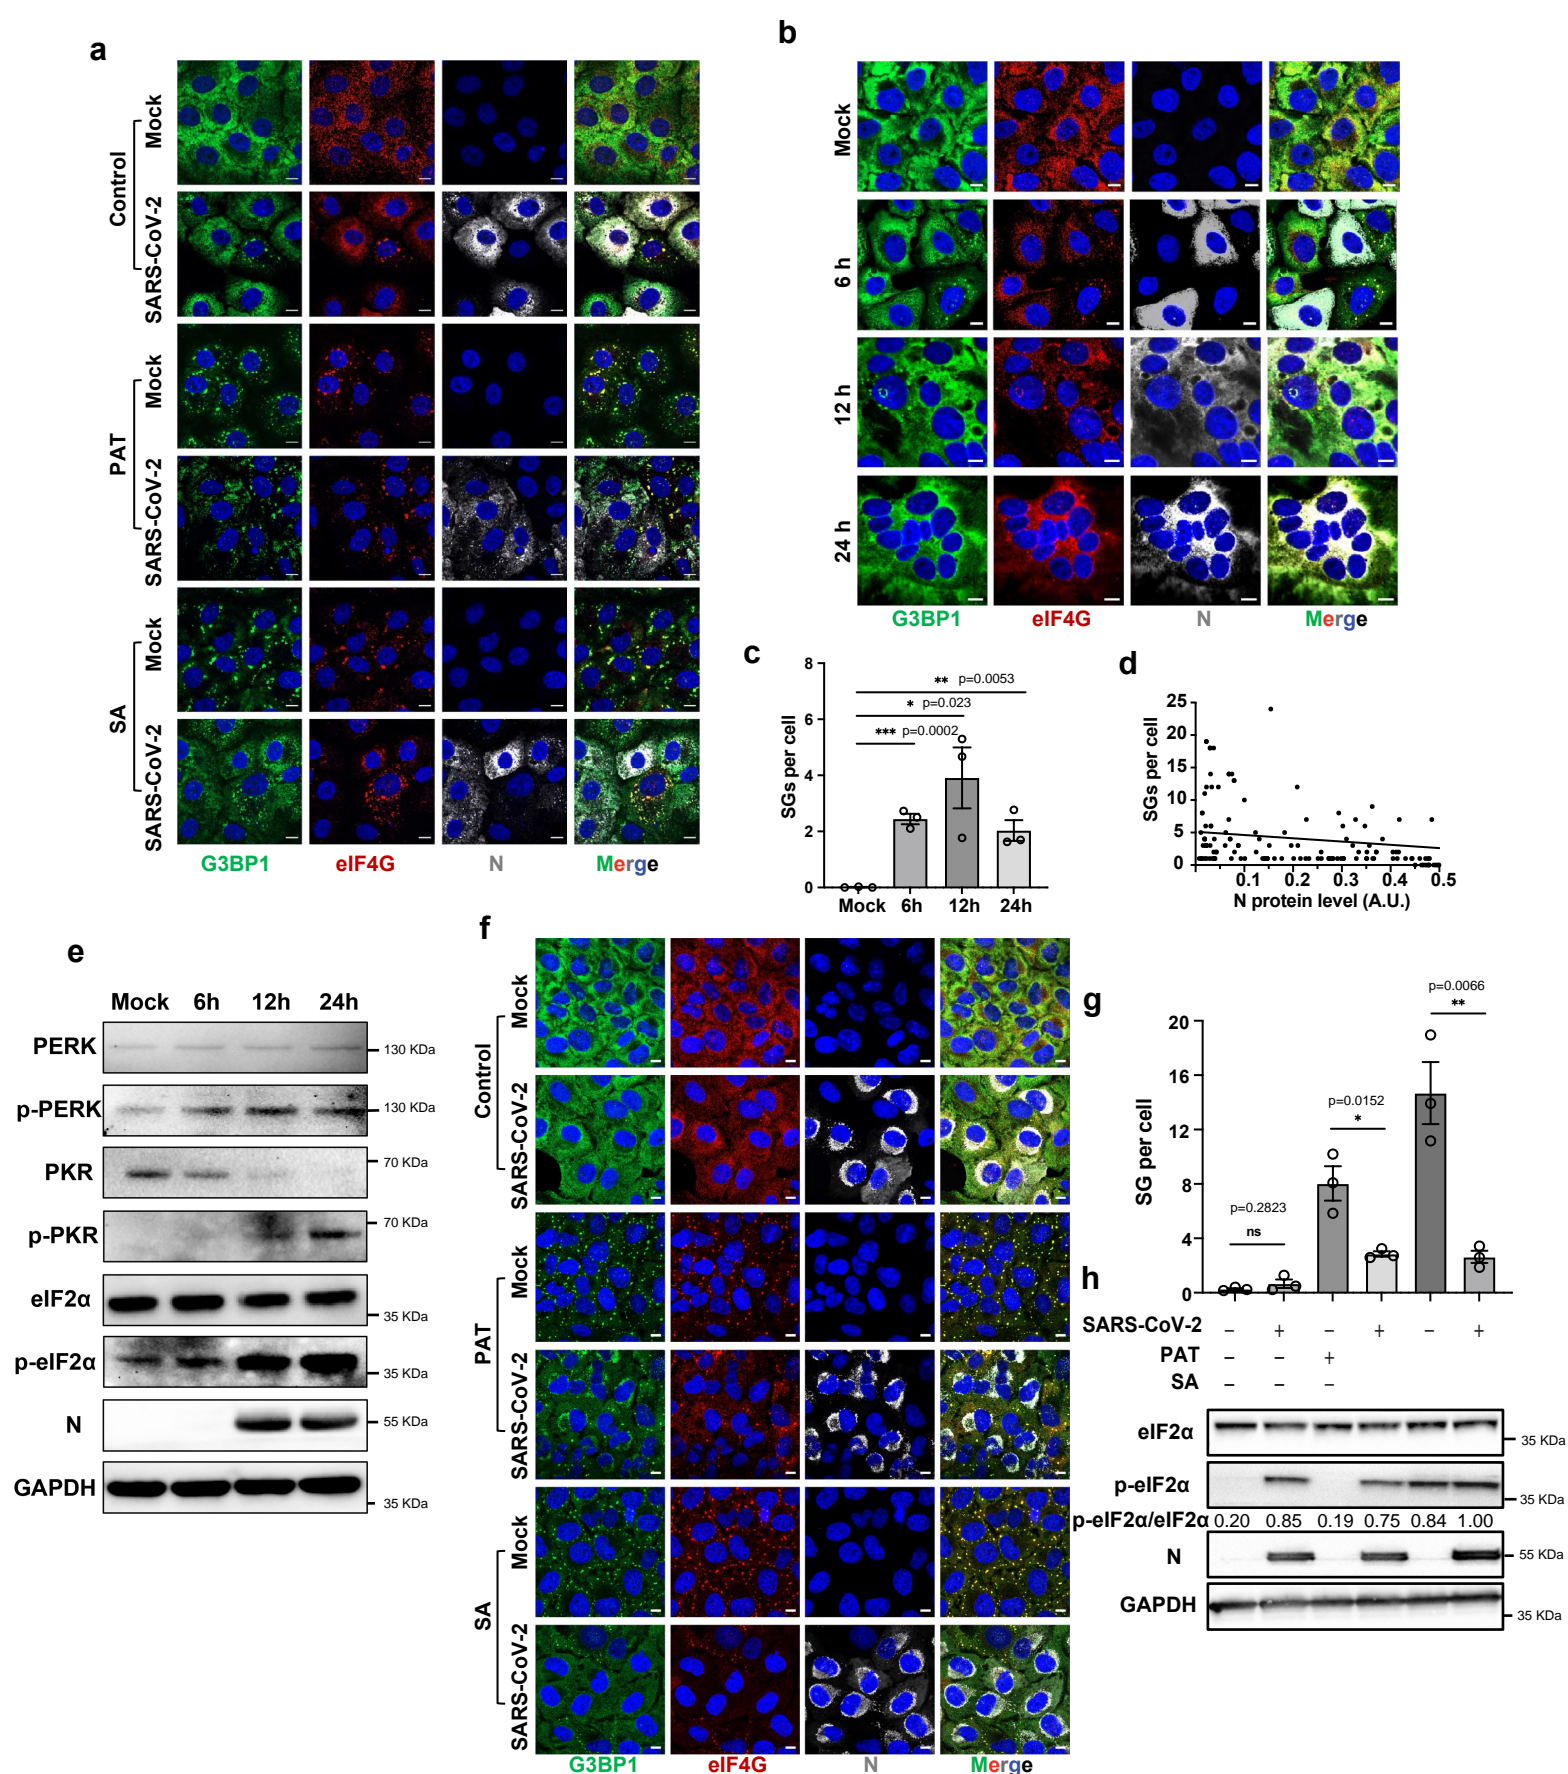 a
Control
Mock
SARS-CoV-2
PAT
Mock
SARS-CoV-2
SA
Mock
SARS-CoV-2
G3BP1 eIF4G N Merge
b
Mock
6 h
12 h
24 h
G3BP1 eIF4G N Merge
c
SGs per cell
8
6
4
2
0
** p=0.0053
* p=0.023
*** p=0.0002
Mock 6h 12h 24h
d
SGs per cell
25
20
15
10
5
0
0.1 0.2 0.3 0.4 0.5
N protein level (A.U.)
e
Mock 6h 12h 24h
PERK 130 KDa
p-PERK 130 KDa
PKR 70 KDa
p-PKR 70 KDa
eIF2α 35 KDa
p-eIF2α 35 KDa
N 55 KDa
GAPDH 35 KDa
f
Control
Mock
SARS-CoV-2
PAT
Mock
SARS-CoV-2
SA
Mock
SARS-CoV-2
G3BP1 eIF4G N Merge
g
SG per cell
20
16
12
8
4
0
p=0.2823
ns
p=0.0152
*
p=0.0066
**
h
SARS-CoV-2 − + − + − +
PAT − − +
SA − − −
eIF2α 35 KDa
p-eIF2α 35 KDa
p-eIF2α/eIF2α 0.20 0.85 0.19 0.75 0.84 1.00
N 55 KDa
GAPDH 35 KDa